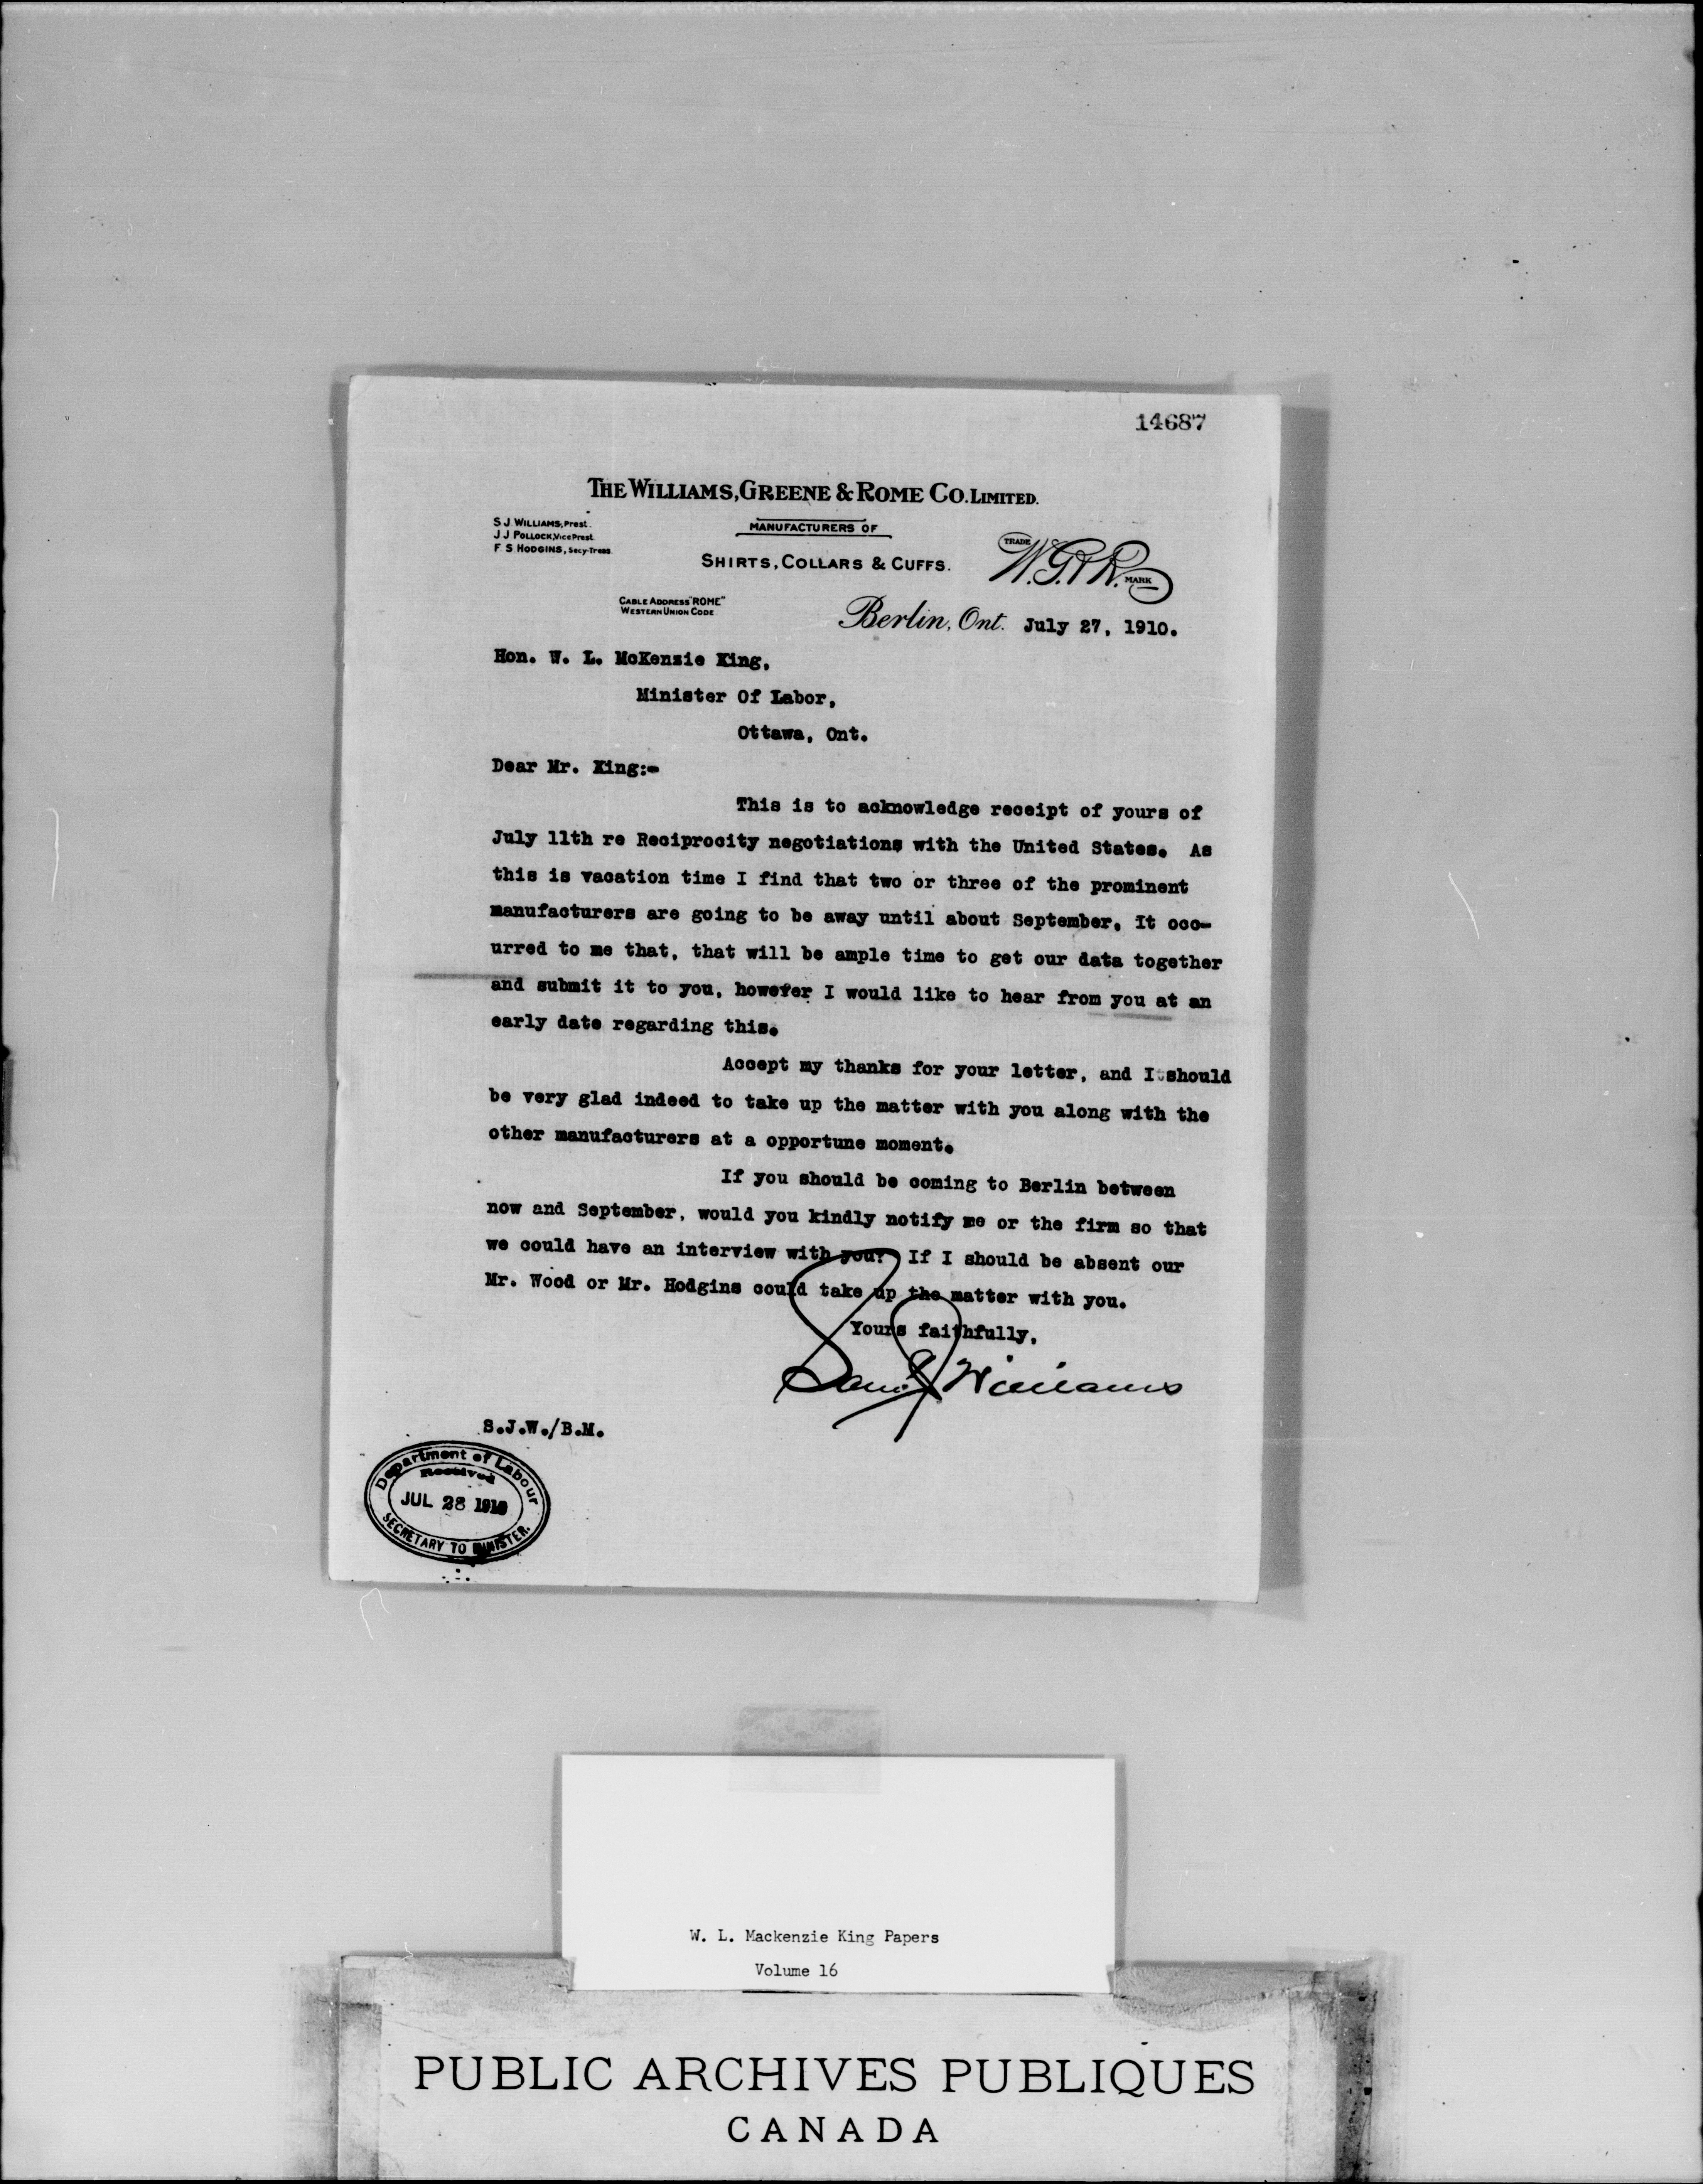 14687
THE WILLIAMS, GREENE & ROME CO. LIMITED.
S J WILLIAMS, Prest.
J J POLLOCK, Vice Prest.
F. S. HODGINS, Secy-Treas.
MANUFACTURERS OF
SHIRTS, COLLARS & CUFFS.
TRADE W.G.& R. MARK
CABLE ADDRESS "ROME"
WESTERN UNION CODE
Berlin, Ont. July 27, 1910.
Hon. W. L. McKenzie King,
Minister Of Labor,
Ottawa, Ont.
Dear Mr. King:-
This is to acknowledge receipt of yours of
July 11th re Reciprocity negotiations with the United States. As
this is vacation time I find that two or three of the prominent
manufacturers are going to be away until about September. It occ-
urred to me that, that will be ample time to get our data together
and submit it to you, however I would like to hear from you at an
early date regarding this.
Accept my thanks for your letter, and I should
be very glad indeed to take up the matter with you along with the
other manufacturers at a opportune moment.
If you should be coming to Berlin between
now and September, would you kindly notify me or the firm so that
we could have an interview with you? If I should be absent our
Mr. Wood or Mr. Hodgins could take up the matter with you.
Yours faithfully,
Sam. J Williams
S.J.W./B.M.
Department of Labour
Received
JUL 28 1910
SECRETARY TO MINISTER.
W. L. Mackenzie King Papers
Volume 16
PUBLIC ARCHIVES PUBLIQUES
CANADA